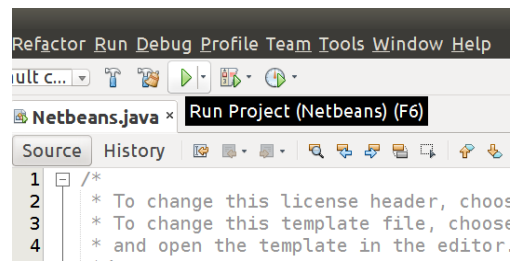 Refactor Run Debug Profile Team Tools Window Help
ult c...
Netbeans.java ×
Run Project (Netbeans) (F6)
Source History
1 /*
2 * To change this license header, choos
3 * To change this template file, choose
4 * and open the template in the editor.